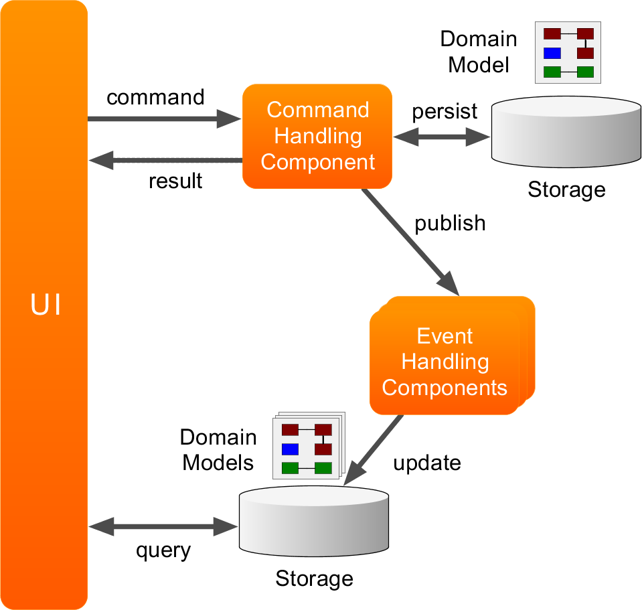 Domain
Model
command
Command
Handling
Component
persist
result
Storage
publish
UI
Event
Handling
Components
Domain
Models
update
query
Storage